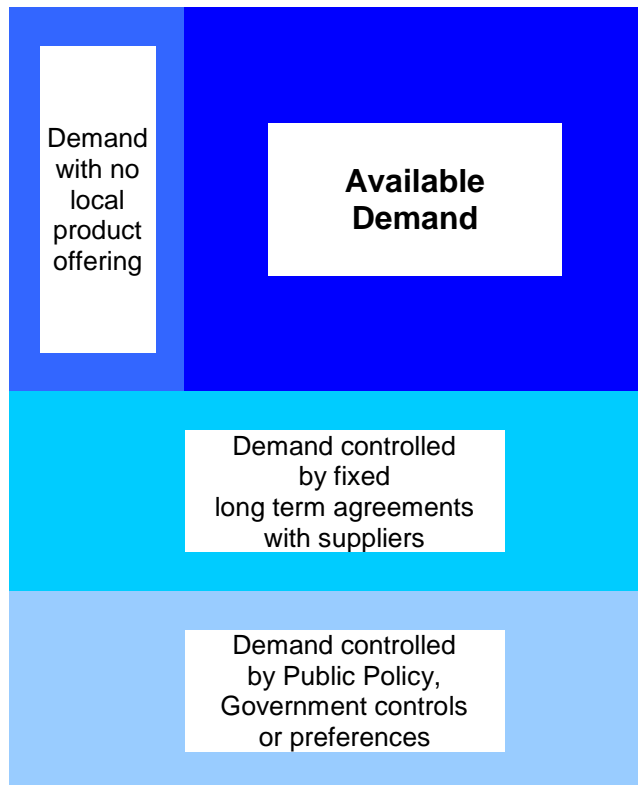 Demand
with no
local
product
offering
Available
Demand
Demand controlled
by fixed
long term agreements
with suppliers
Demand controlled
by Public Policy,
Government controls
or preferences